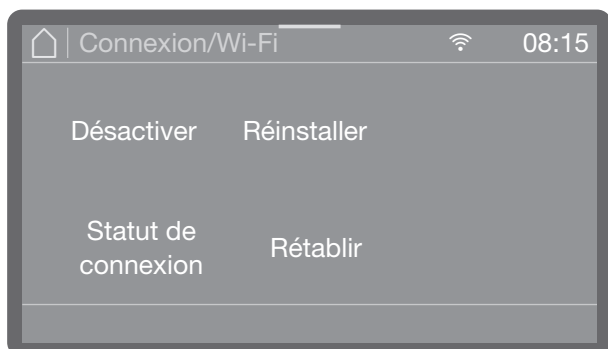 Connexion/Wi-Fi 08:15
Désactiver Réinstaller
Statut de
connexion
Rétablir